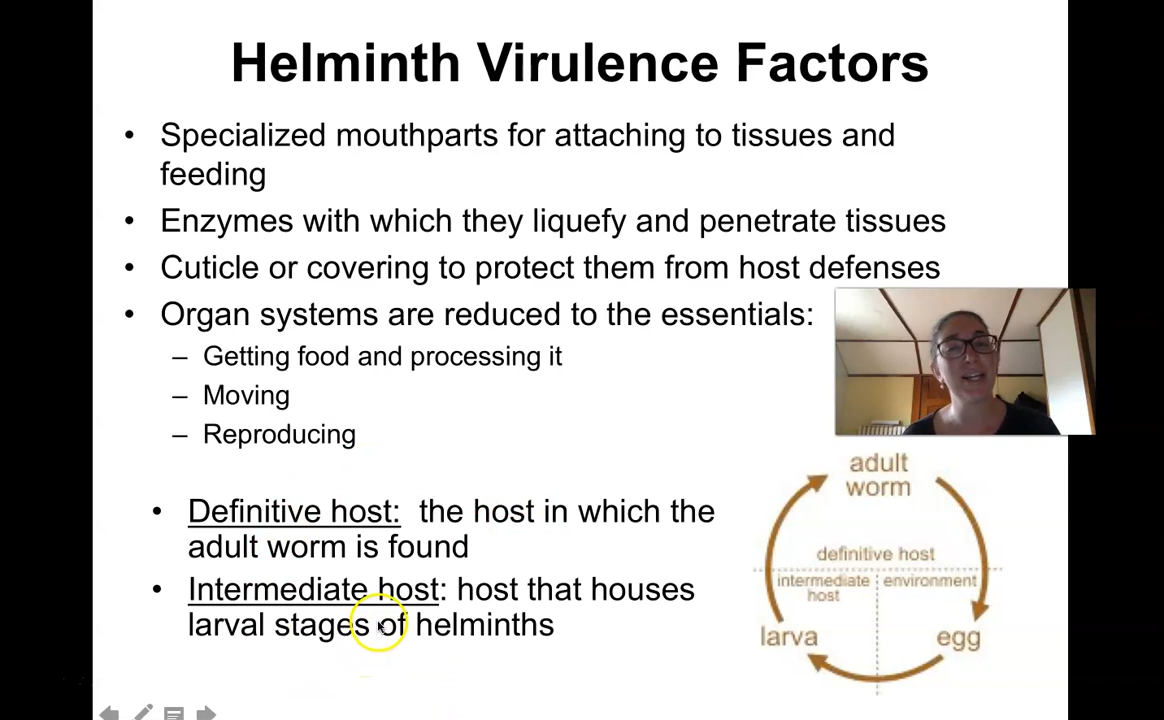 Helminth Virulence Factors
• Specialized mouthparts for attaching to tissues and
feeding
• Enzymes with which they liquefy and penetrate tissues
• Cuticle or covering to protect them from host defenses
• Organ systems are reduced to the essentials:
– Getting food and processing it
– Moving
– Reproducing
• Definitive host: the host in which the
adult worm is found
• Intermediate host: host that houses
larval stages of helminths
adult
worm
definitive host
intermediate
host
environment
larva
egg